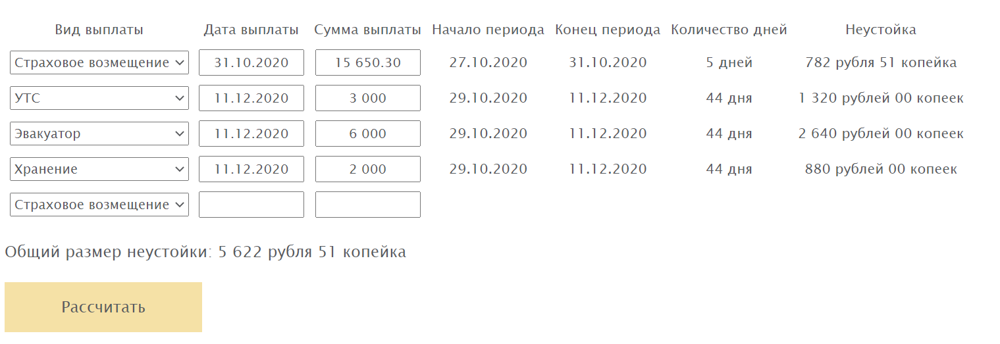 Вид выплаты Дата выплаты Сумма выплаты Начало периода Конец периода Количество дней Неустойка
Страховое возмещение 31.10.2020 15 650.30 27.10.2020 31.10.2020 5 дней 782 рубля 51 копейка
УТС 11.12.2020 3 000 29.10.2020 11.12.2020 44 дня 1 320 рублей 00 копеек
Эвакуатор 11.12.2020 6 000 29.10.2020 11.12.2020 44 дня 2 640 рублей 00 копеек
Хранение 11.12.2020 2 000 29.10.2020 11.12.2020 44 дня 880 рублей 00 копеек
Страховое возмещение
Общий размер неустойки: 5 622 рубля 51 копейка
Рассчитать